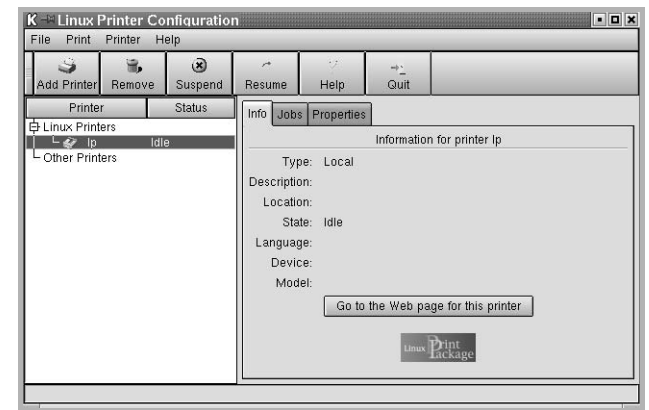 K Linux Printer Configuration
File Print Printer Help
Add Printer Remove Suspend Resume Help Quit
Printer Status
Info Jobs Properties
Linux Printers
lp Idle
Other Printers
Information for printer lp
Type: Local
Description:
Location:
State: Idle
Language:
Device:
Model:
Go to the Web page for this printer
Linux Print Package